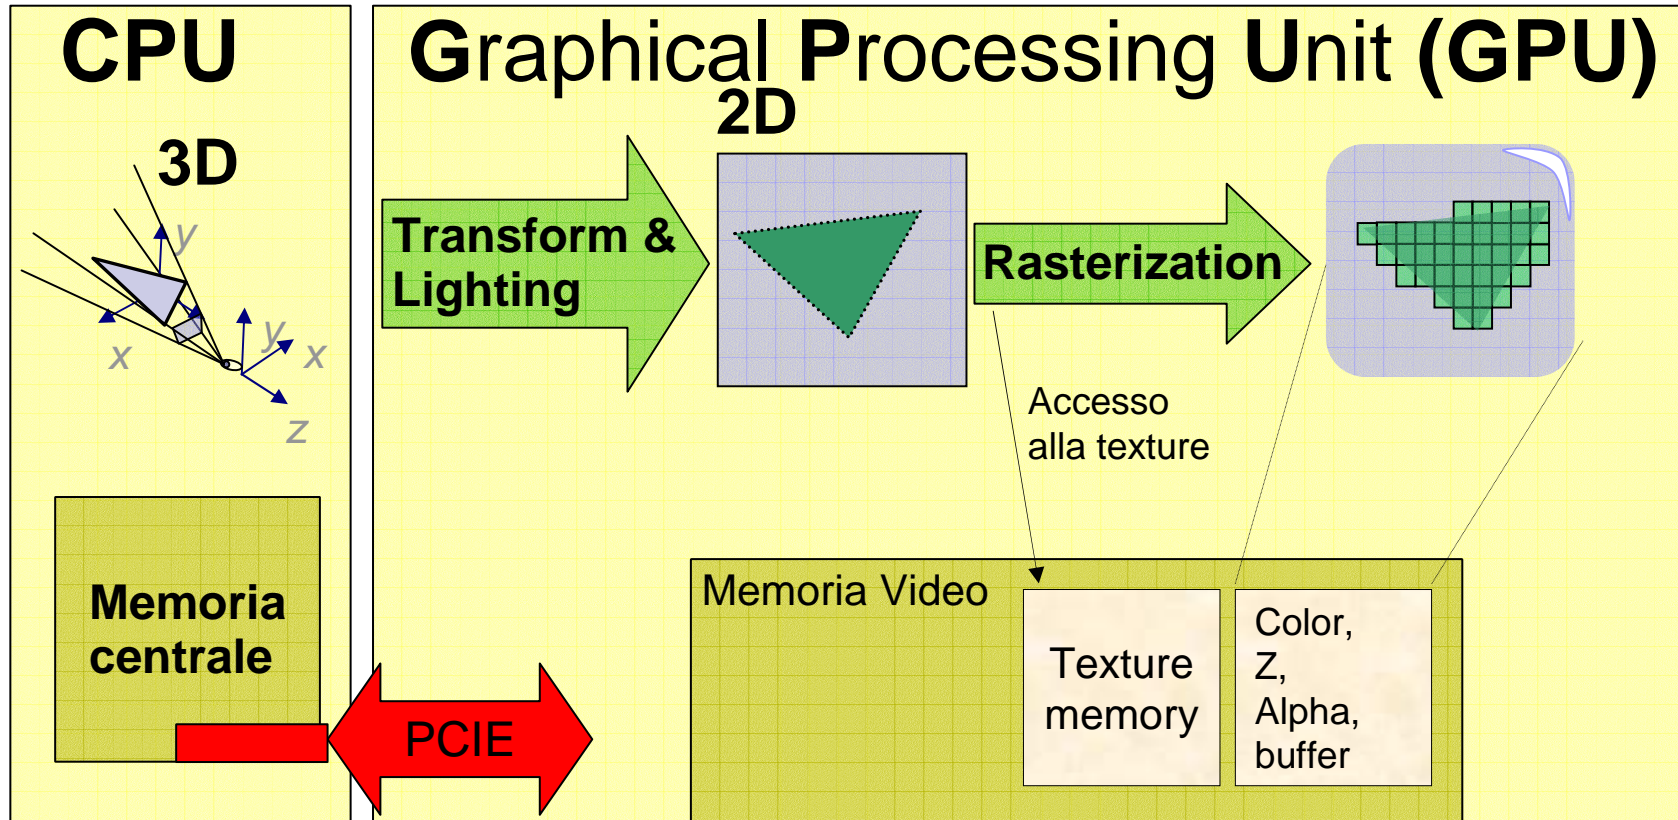 CPU
Graphical Processing Unit (GPU)
3D
y
x
y
x
z
Transform &
Lighting
2D
Rasterization
Accesso
alla texture
Memoria
centrale
PCIE
Memoria Video
Texture
memory
Color,
Z,
Alpha,
buffer